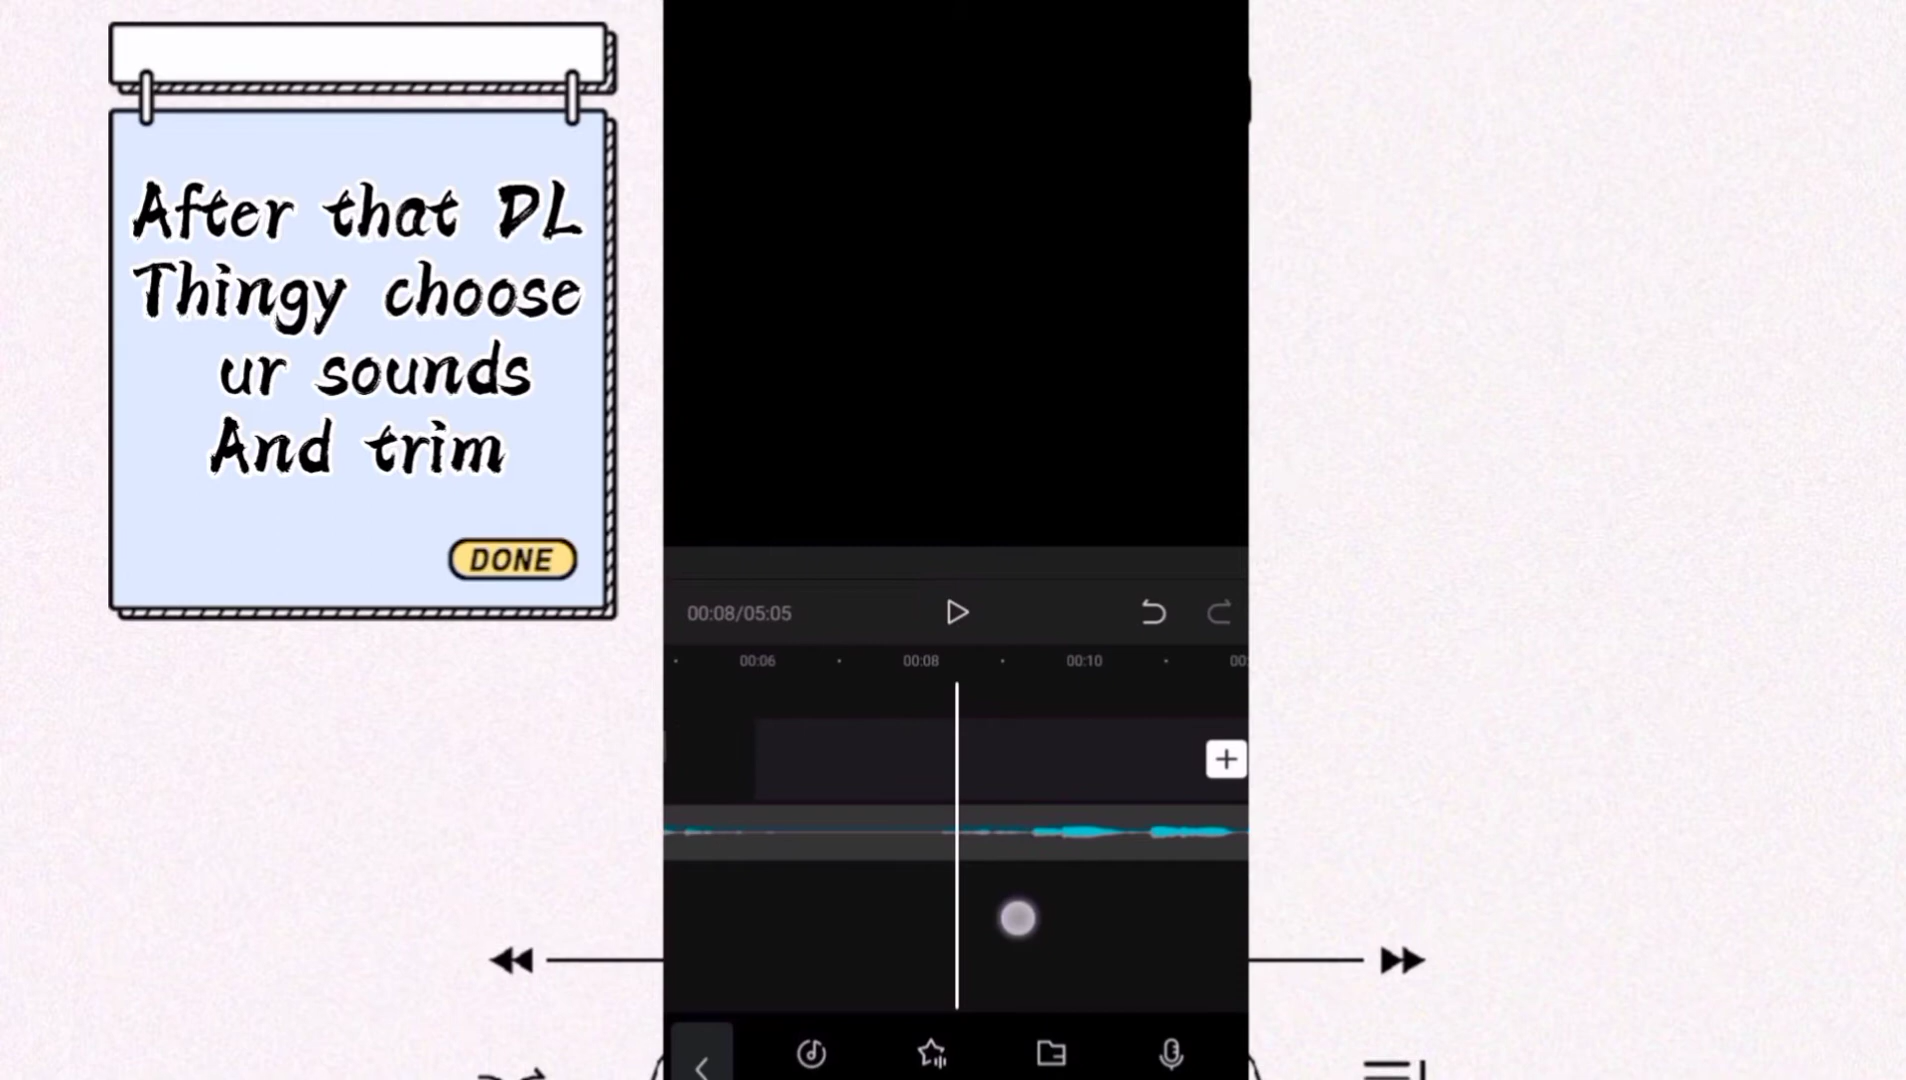 After that DL
Thingy choose
ur sounds
And trim
DONE
00:08/05:05
00:06
00:08
00:10
00: